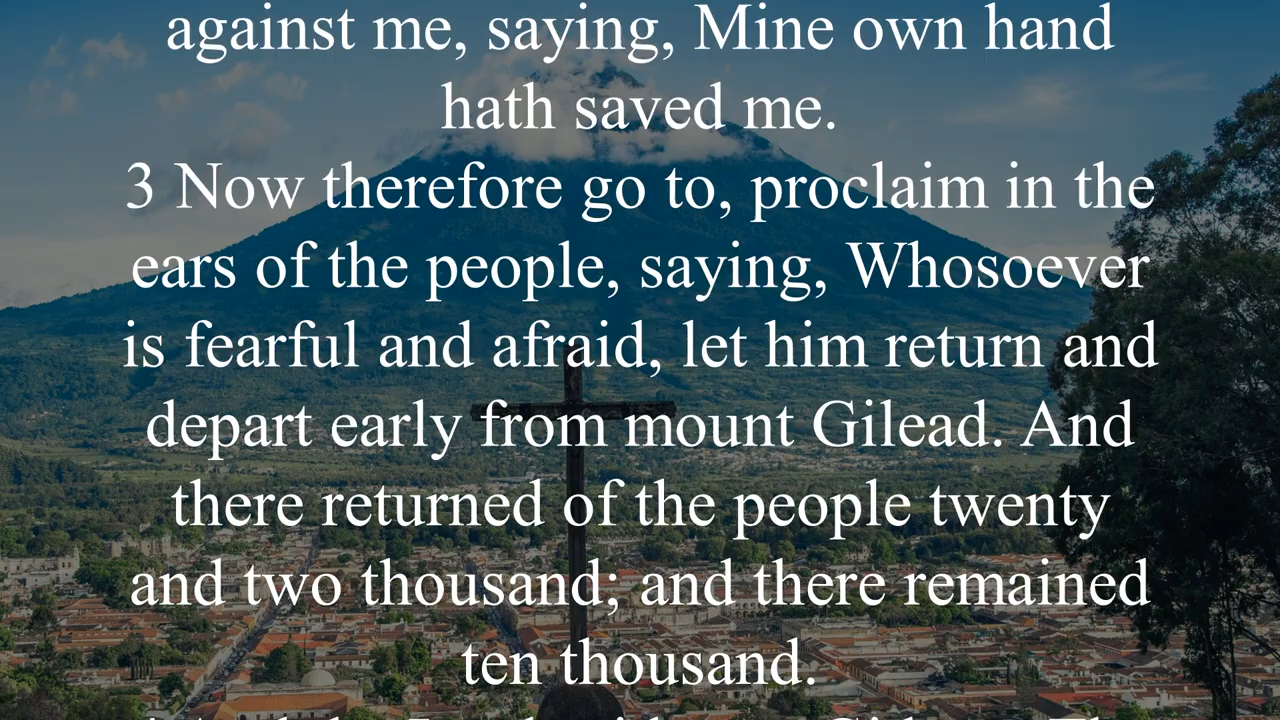 against me, saying, Mine own hand
hath saved me.
3 Now therefore go to, proclaim in the
ears of the people, saying, Whosoever
is fearful and afraid, let him return and
depart early from mount Gilead. And
there returned of the people twenty
and two thousand; and there remained
ten thousand.